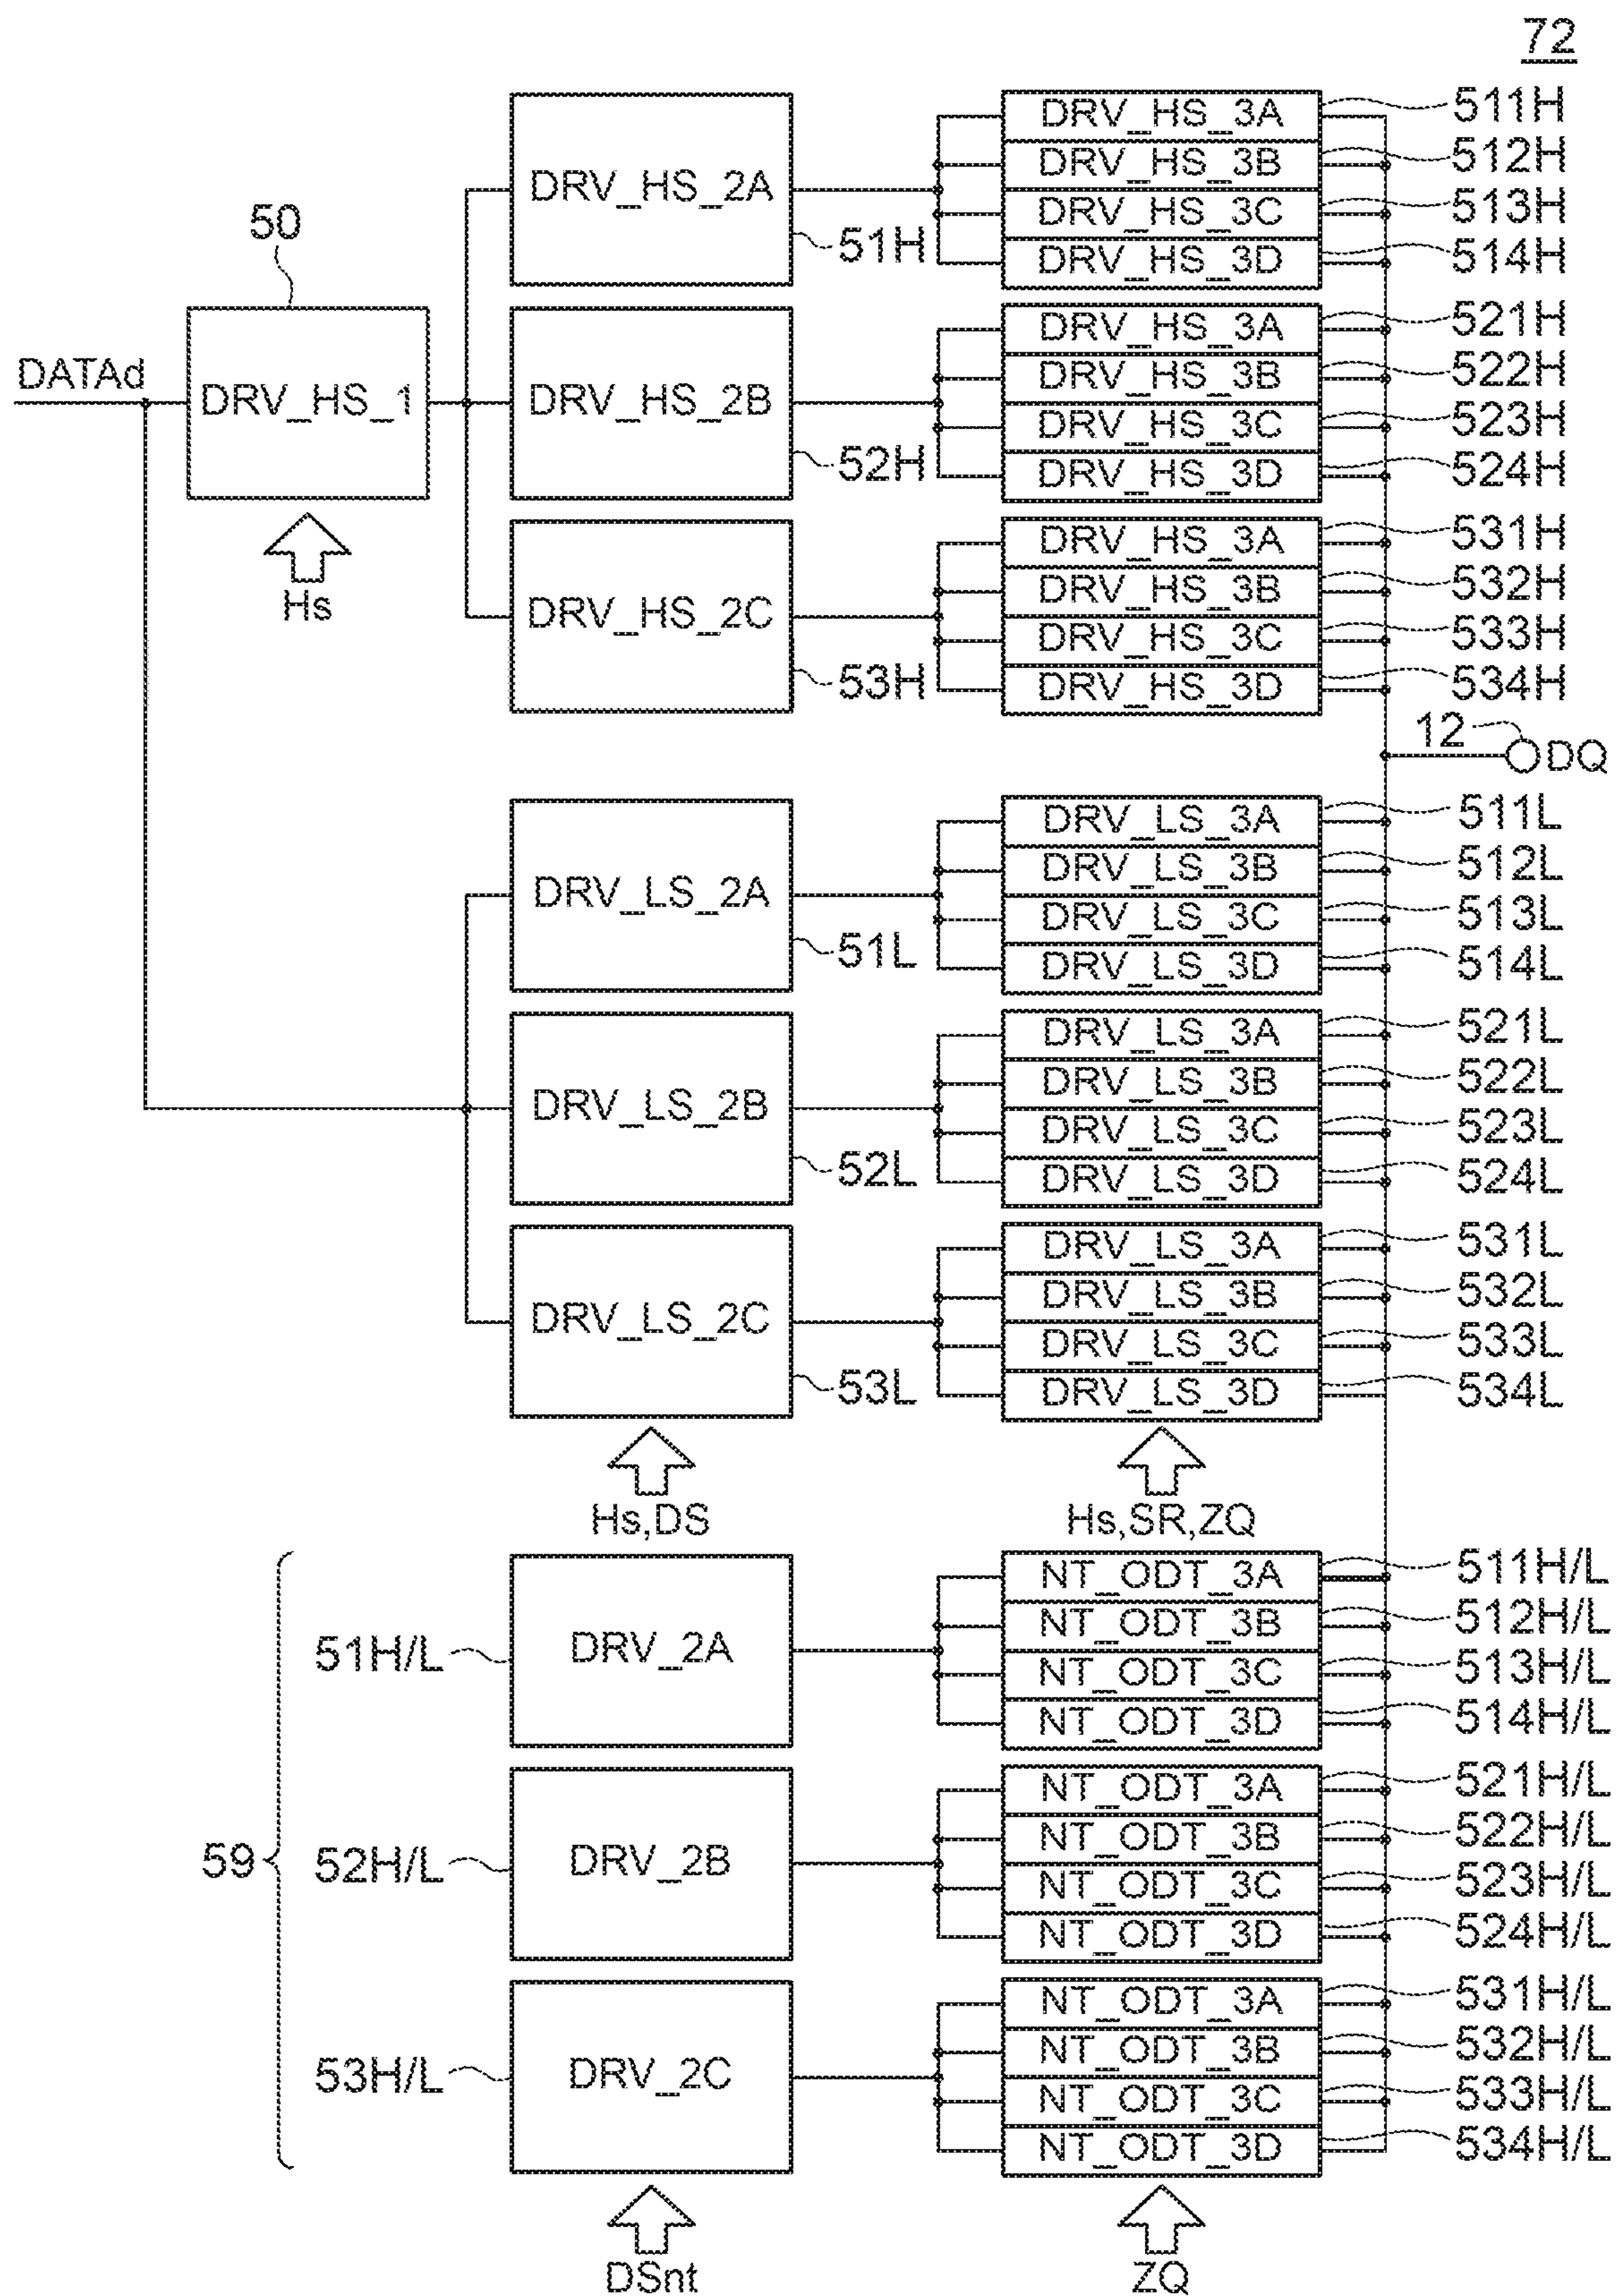 72
DRV_HS_3A
511H
DRV_HS_3B
512H
DRV_HS_2A
DRV_HS_3C
513H
51H
DRV_HS_3D
514H
50
DRV_HS_3A
521H
DATAd
DRV_HS_3B
522H
DRV_HS_1
DRV_HS_2B
DRV_HS_3C
523H
52H
DRV_HS_3D
524H
DRV_HS_3A
531H
Hs
DRV_HS_3B
532H
DRV_HS_2C
DRV_HS_3C
533H
53H
DRV_HS_3D
534H
12
DQ
DRV_LS_3A
511L
DRV_LS_3B
512L
DRV_LS_2A
DRV_LS_3C
513L
51L
DRV_LS_3D
514L
DRV_LS_3A
521L
DRV_LS_3B
522L
DRV_LS_2B
DRV_LS_3C
523L
52L
DRV_LS_3D
524L
DRV_LS_3A
531L
DRV_LS_3B
532L
DRV_LS_2C
DRV_LS_3C
533L
53L
DRV_LS_3D
534L
Hs,DS
Hs,SR,ZQ
NT_ODT_3A
511H/L
NT_ODT_3B
512H/L
51H/L
DRV_2A
NT_ODT_3C
513H/L
NT_ODT_3D
514H/L
NT_ODT_3A
521H/L
NT_ODT_3B
522H/L
59
52H/L
DRV_2B
NT_ODT_3C
523H/L
NT_ODT_3D
524H/L
NT_ODT_3A
531H/L
NT_ODT_3B
532H/L
53H/L
DRV_2C
NT_ODT_3C
533H/L
NT_ODT_3D
534H/L
DSnt
ZQ